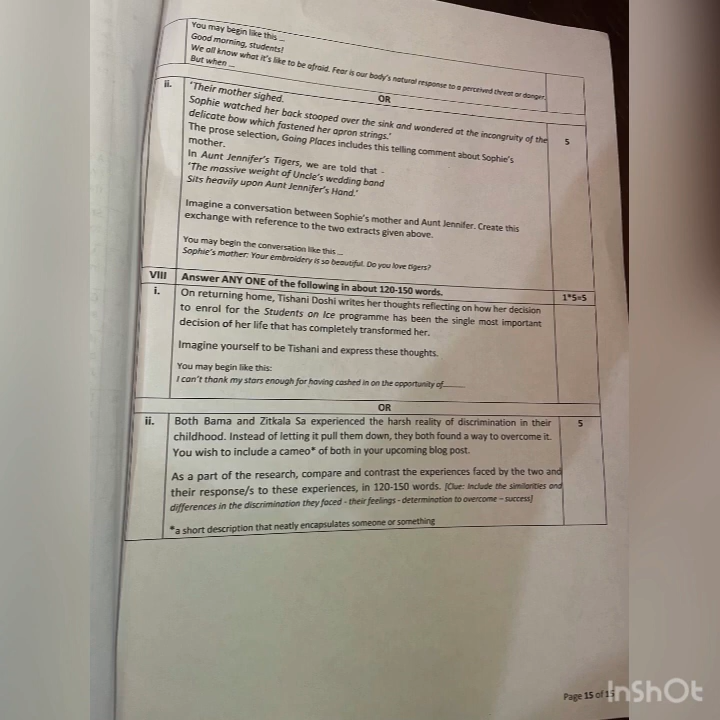 You may begin like this ...
Good morning, students!
We all know what it's like to be afraid. Fear is our body's natural response to a perceived threat or danger.
But when ...
OR
ii. 'Their mother sighed.
Sophie watched her back stooped over the sink and wondered at the incongruity of the
delicate bow which fastened her apron strings.' 5
The prose selection, Going Places includes this telling comment about Sophie's
mother.
In Aunt Jennifer's Tigers, we are told that -
'The massive weight of Uncle's wedding band
Sits heavily upon Aunt Jennifer's Hand.'
Imagine a conversation between Sophie's mother and Aunt Jennifer. Create this
exchange with reference to the two extracts given above.
You may begin the conversation like this ...
Sophie's mother: Your embroidery is so beautiful. Do you love tigers?
VIII Answer ANY ONE of the following in about 120-150 words. 1*5=5
i. On returning home, Tishani Doshi writes her thoughts reflecting on how her decision
to enrol for the Students on Ice programme has been the single most important
decision of her life that has completely transformed her.
Imagine yourself to be Tishani and express these thoughts.
You may begin like this:
I can't thank my stars enough for having cashed in on the opportunity of........
OR
ii. Both Bama and Zitkala Sa experienced the harsh reality of discrimination in their 5
childhood. Instead of letting it pull them down, they both found a way to overcome it.
You wish to include a cameo* of both in your upcoming blog post.
As a part of the research, compare and contrast the experiences faced by the two and
their response/s to these experiences, in 120-150 words. [Clue: Include the similarities and
differences in the discrimination they faced - their feelings - determination to overcome – success]
*a short description that neatly encapsulates someone or something
Page 15 of 15
InShOt